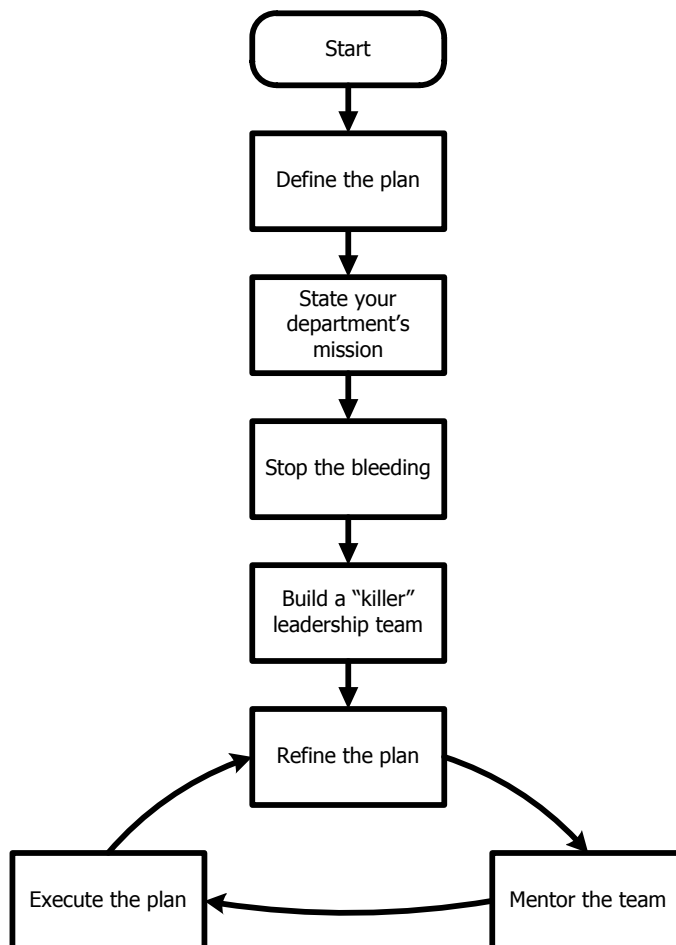 Start
Define the plan
State your
department’s
mission
Stop the bleeding
Build a “killer”
leadership team
Refine the plan
Execute the plan
Mentor the team